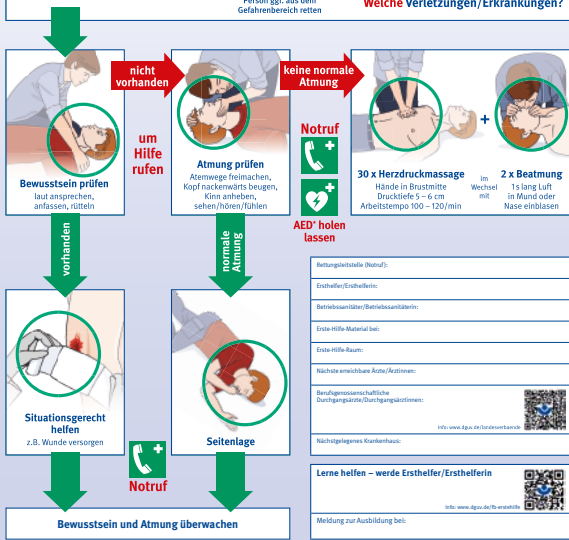 Person ggf. aus dem
Gefahrenbereich retten
Welche Verletzungen/Erkrankungen?
nicht
vorhanden
keine normale
Atmung
um
Hilfe
rufen
Notruf
Bewusstsein prüfen
laut ansprechen,
anfassen, rütteln
Atmung prüfen
Atemwege freimachen,
Kopf nackenwärts beugen,
Kinn anheben,
sehen/hören/fühlen
AED* holen
lassen
30 x Herzdruckmassage
Hände in Brustmitte
Drucktiefe 5 – 6 cm
Arbeitstempo 100 – 120/min
+
im
Wechsel
mit
2 x Beatmung
1s lang Luft
in Mund oder
Nase einblasen
vorhanden
normale
Atmung
Situationsgerecht
helfen
z.B. Wunde versorgen
Seitenlage
Notruf
Bewusstsein und Atmung überwachen
Rettungsleitstelle (Notruf):
Ersthelfer/Ersthelferin:
Betriebssanitäter/Betriebssanitäterin:
Erste-Hilfe-Material bei:
Erste-Hilfe-Raum:
Nächste erreichbare Ärzte/Ärztinnen:
Berufsgenossenschaftliche
Durchgangsärzte/Durchgangsärztinnen:
Info: www.dguv.de/landesverbaende
Nächstgelegenes Krankenhaus:
Lerne helfen – werde Ersthelfer/Ersthelferin
Info: www.dguv.de/fb-erstehilfe
Meldung zur Ausbildung bei: